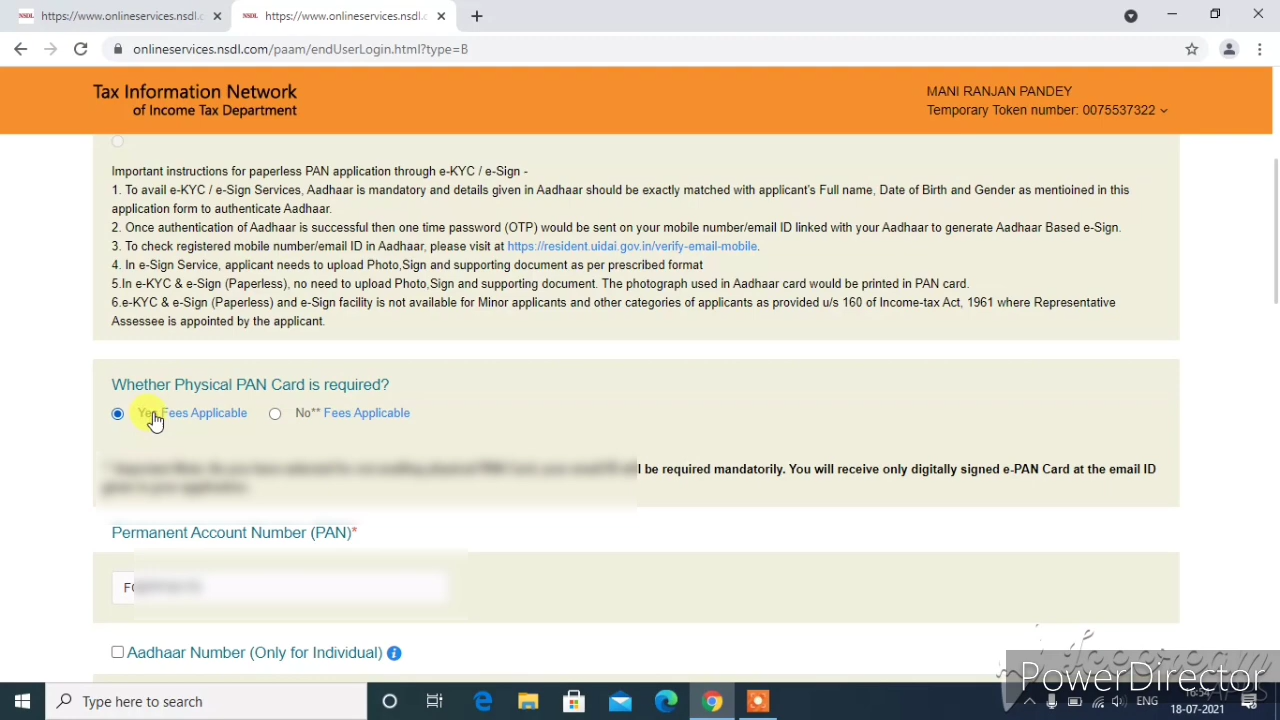 NSDL https://www.onlineservices.nsdl.c
NSDL https://www.onlineservices.nsdl.c
onlineservices.nsdl.com/paam/endUserLogin.html?type=B
Tax Information Network
of Income Tax Department
MANI RANJAN PANDEY
Temporary Token number: 0075537322
Important instructions for paperless PAN application through e-KYC / e-Sign -
1. To avail e-KYC / e-Sign Services, Aadhaar is mandatory and details given in Aadhaar should be exactly matched with applicant's Full name, Date of Birth and Gender as mentioined in this
application form to authenticate Aadhaar.
2. Once authentication of Aadhaar is successful then one time password (OTP) would be sent on your mobile number/email ID linked with your Aadhaar to generate Aadhaar Based e-Sign.
3. To check registered mobile number/email ID in Aadhaar, please visit at https://resident.uidai.gov.in/verify-email-mobile.
4. In e-Sign Service, applicant needs to upload Photo,Sign and supporting document as per prescribed format
5.In e-KYC & e-Sign (Paperless), no need to upload Photo,Sign and supporting document. The photograph used in Aadhaar card would be printed in PAN card.
6.e-KYC & e-Sign (Paperless) and e-Sign facility is not available for Minor applicants and other categories of applicants as provided u/s 160 of Income-tax Act, 1961 where Representative
Assessee is appointed by the applicant.
Whether Physical PAN Card is required?
Yes Fees Applicable No** Fees Applicable
l be required mandatorily. You will receive only digitally signed e-PAN Card at the email ID
Permanent Account Number (PAN)*
Aadhaar Number (Only for Individual)
PowerDirector
Type here to search
ENG
16:54
18-07-2021